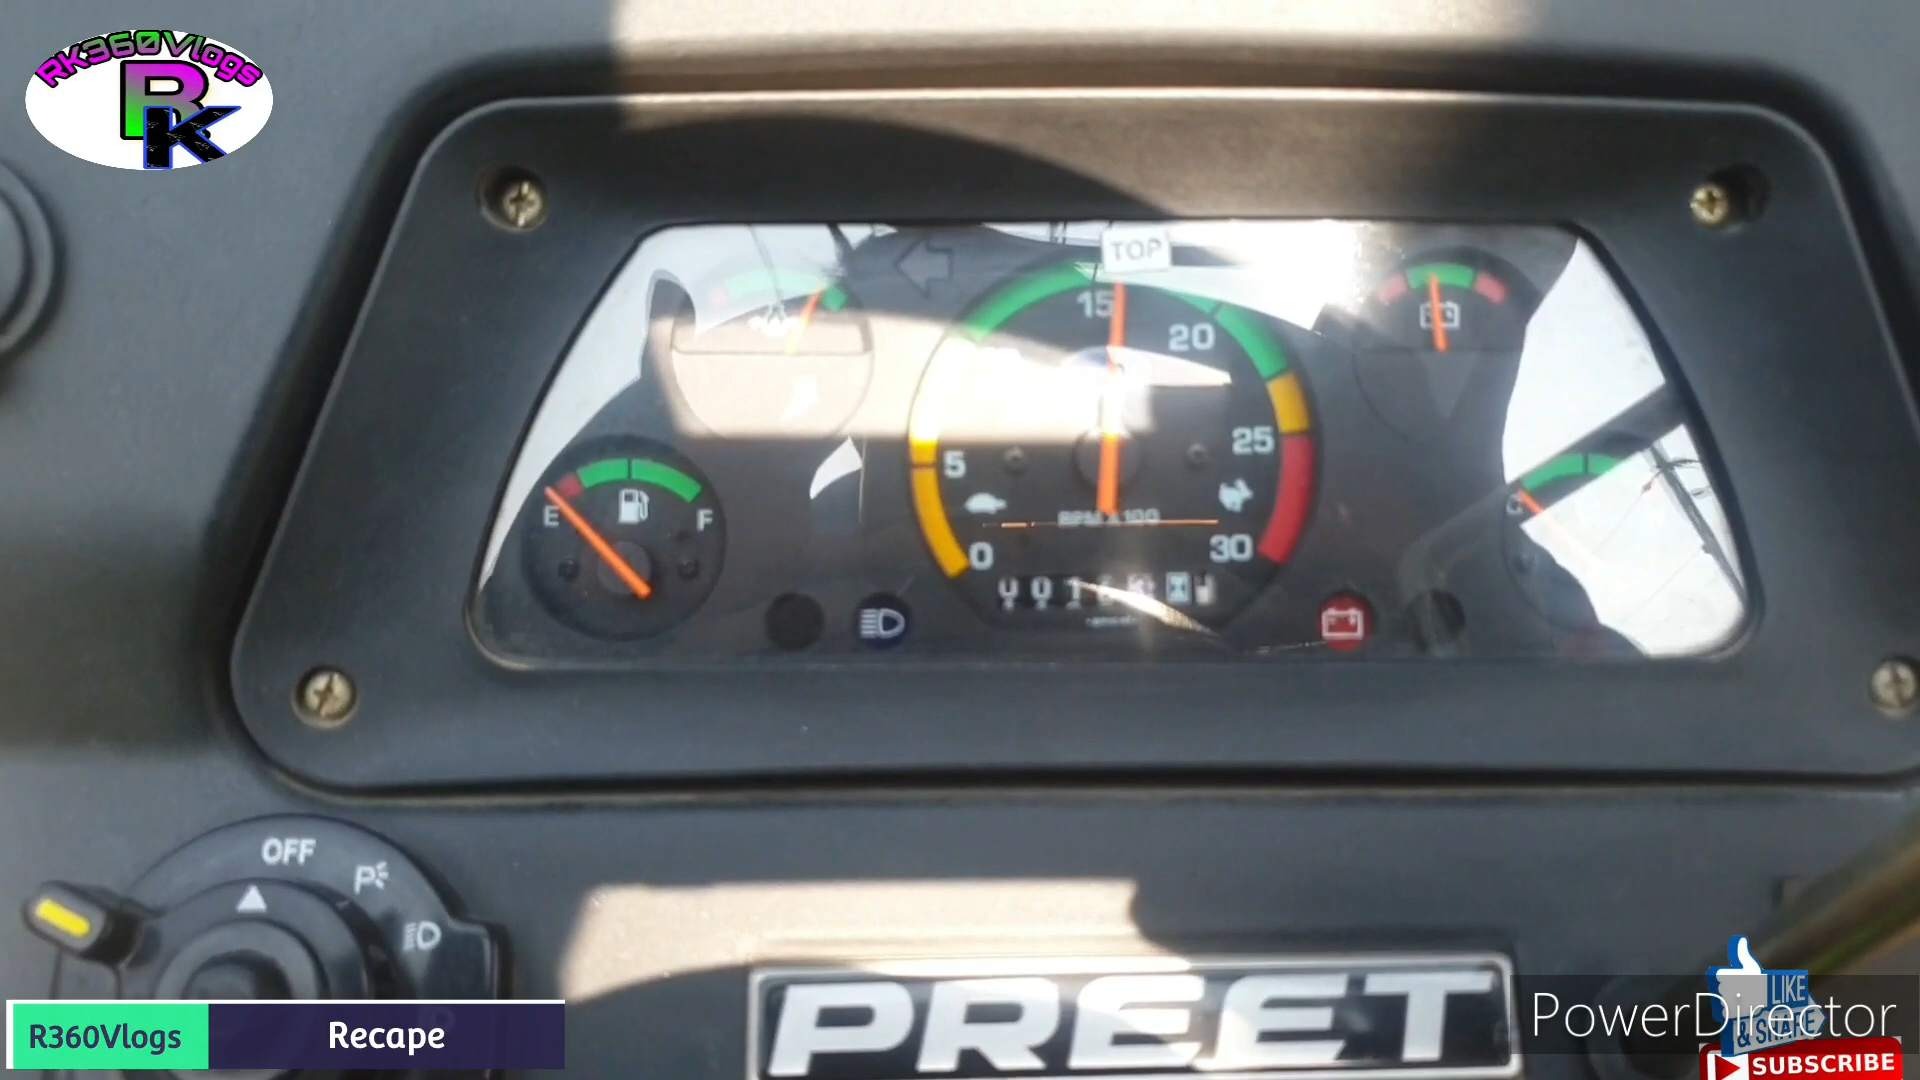 RK360Vlogs
RK
TOP
15
20
5
25
E
F
C
RPM x 100
0
30
OFF
P
PREET
R360Vlogs
Recape
PowerDirector
LIKE
& SHARE
SUBSCRIBE